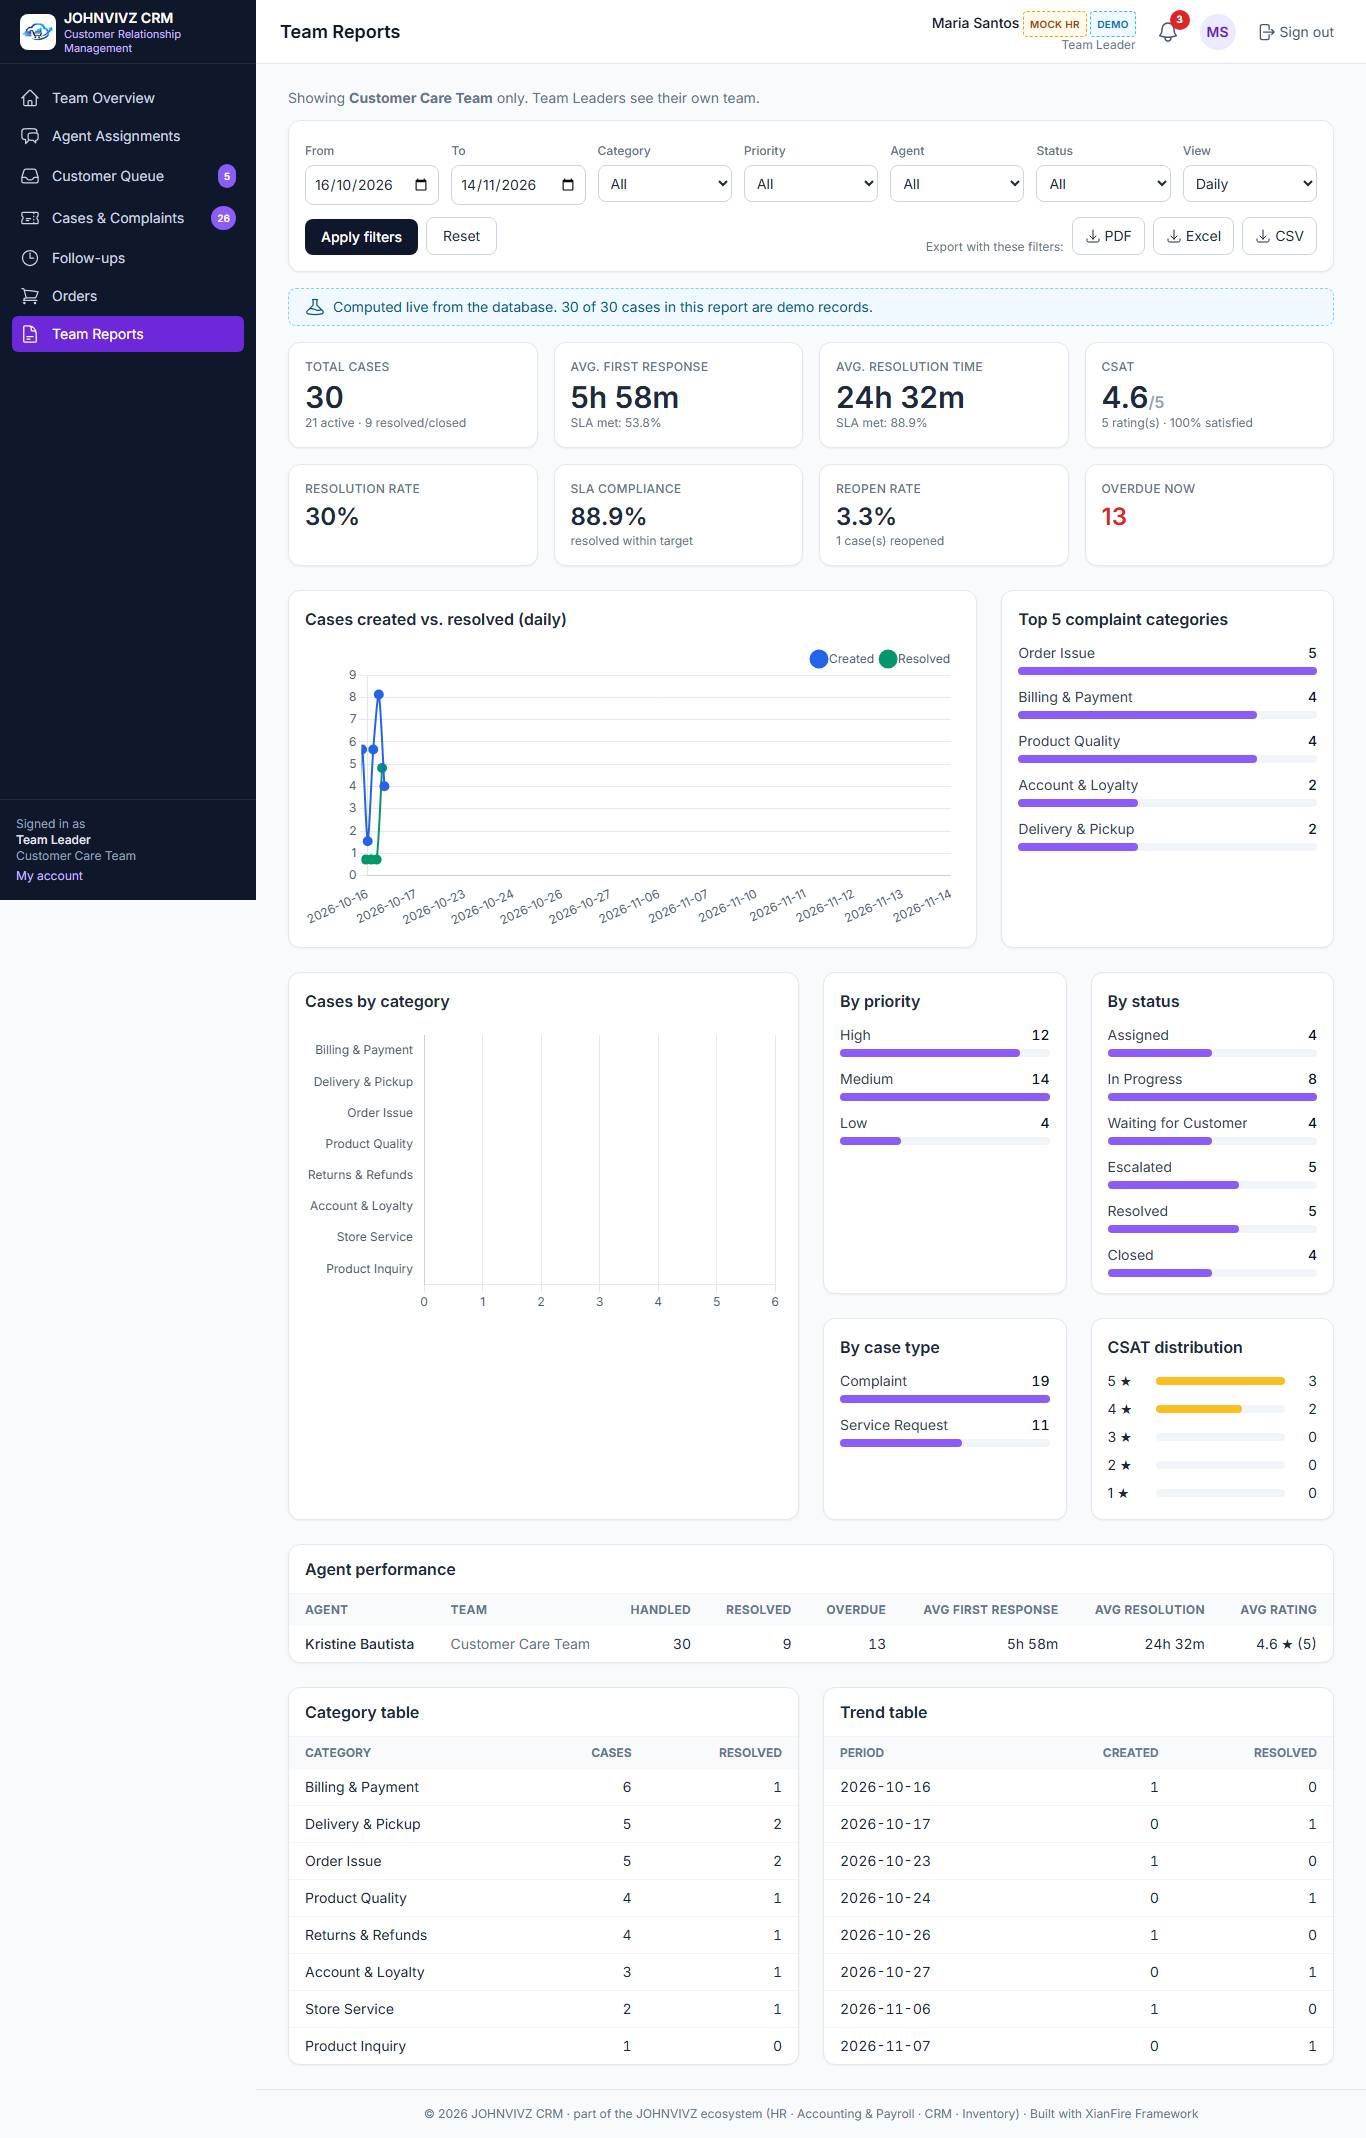 JOHNVIVZ CRM
Customer Relationship
Management
Team Overview
Agent Assignments
Customer Queue 5
Cases & Complaints 26
Follow-ups
Orders
Team Reports
Signed in as
Team Leader
Customer Care Team
My account
Team Reports
Maria Santos MOCK HR DEMO
Team Leader
3
MS
Sign out
Showing Customer Care Team only. Team Leaders see their own team.
From To Category Priority Agent Status View
16/10/2026 14/11/2026 All All All All Daily
Apply filters Reset Export with these filters: PDF Excel CSV
Computed live from the database. 30 of 30 cases in this report are demo records.
TOTAL CASES
30
21 active · 9 resolved/closed
AVG. FIRST RESPONSE
5h 58m
SLA met: 53.8%
AVG. RESOLUTION TIME
24h 32m
SLA met: 88.9%
CSAT
4.6/5
5 rating(s) · 100% satisfied
RESOLUTION RATE
30%
SLA COMPLIANCE
88.9%
resolved within target
REOPEN RATE
3.3%
1 case(s) reopened
OVERDUE NOW
13
Cases created vs. resolved (daily)
Created Resolved
9
8
7
6
5
4
3
2
1
0
2026-10-16 2026-10-17 2026-10-23 2026-10-24 2026-10-26 2026-10-27 2026-11-06 2026-11-07 2026-11-10 2026-11-11 2026-11-12 2026-11-13 2026-11-14
Top 5 complaint categories
Order Issue 5
Billing & Payment 4
Product Quality 4
Account & Loyalty 2
Delivery & Pickup 2
Cases by category
Billing & Payment
Delivery & Pickup
Order Issue
Product Quality
Returns & Refunds
Account & Loyalty
Store Service
Product Inquiry
0 1 2 3 4 5 6
By priority
High 12
Medium 14
Low 4
By status
Assigned 4
In Progress 8
Waiting for Customer 4
Escalated 5
Resolved 5
Closed 4
By case type
Complaint 19
Service Request 11
CSAT distribution
5 ★ 3
4 ★ 2
3 ★ 0
2 ★ 0
1 ★ 0
Agent performance
AGENT TEAM HANDLED RESOLVED OVERDUE AVG FIRST RESPONSE AVG RESOLUTION AVG RATING
Kristine Bautista Customer Care Team 30 9 13 5h 58m 24h 32m 4.6 ★ (5)
Category table
CATEGORY CASES RESOLVED
Billing & Payment 6 1
Delivery & Pickup 5 2
Order Issue 5 2
Product Quality 4 1
Returns & Refunds 4 1
Account & Loyalty 3 1
Store Service 2 1
Product Inquiry 1 0
Trend table
PERIOD CREATED RESOLVED
2026-10-16 1 0
2026-10-17 0 1
2026-10-23 1 0
2026-10-24 0 1
2026-10-26 1 0
2026-10-27 0 1
2026-11-06 1 0
2026-11-07 0 1
© 2026 JOHNVIVZ CRM · part of the JOHNVIVZ ecosystem (HR · Accounting & Payroll · CRM · Inventory) · Built with XianFire Framework